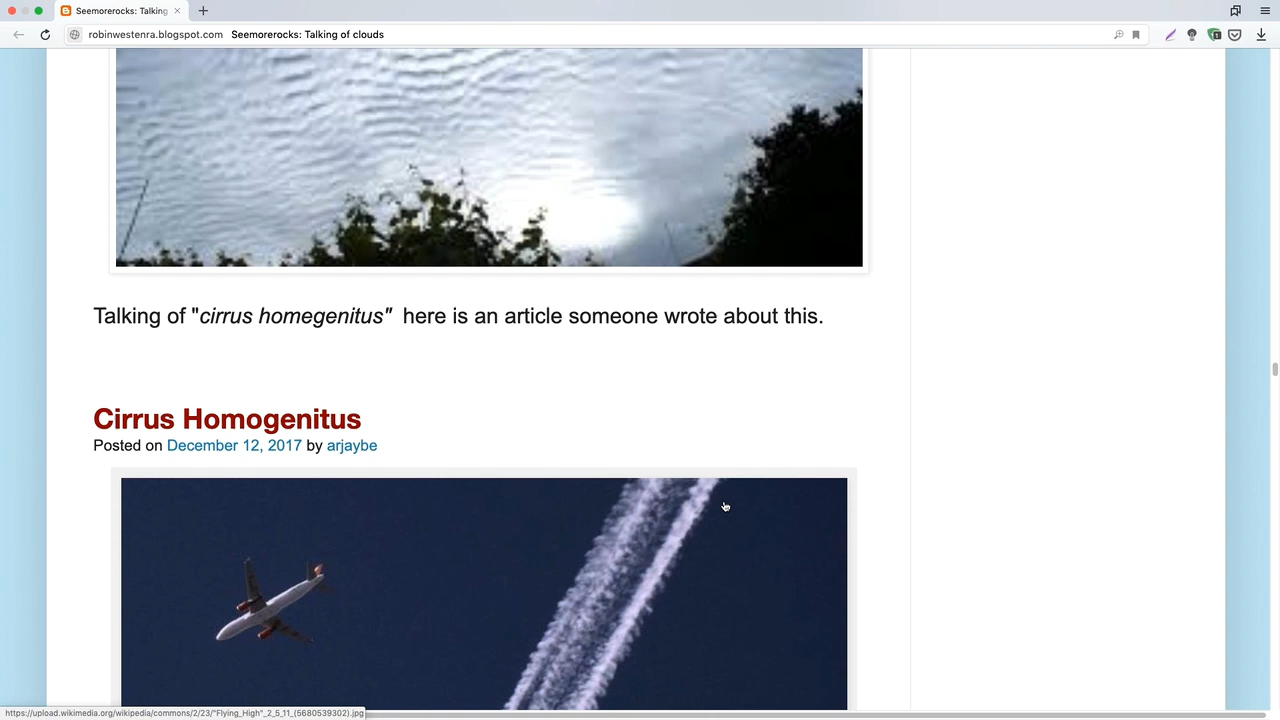 Seemorerocks: Talking
robinwestenra.blogspot.com Seemorerocks: Talking of clouds
Talking of "cirrus homegenitus" here is an article someone wrote about this.
Cirrus Homogenitus
Posted on December 12, 2017 by arjaybe
https://upload.wikimedia.org/wikipedia/commons/2/23/"Flying_High"_2_5_11_(5680539302).jpg